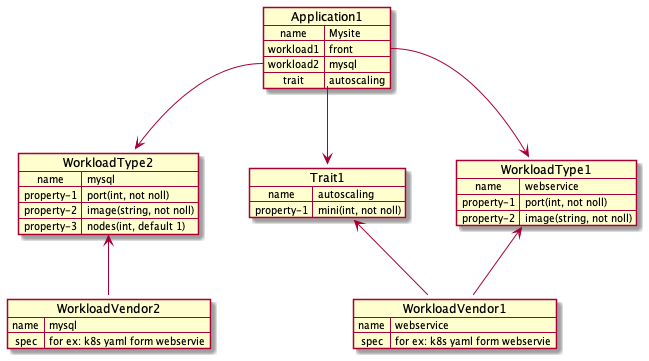 Application1
name Mysite
workload1 front
workload2 mysql
trait autoscaling
WorkloadType2
name mysql
property-1 port(int, not noll)
property-2 image(string, not noll)
property-3 nodes(int, default 1)
Trait1
name autoscaling
property-1 mini(int, not noll)
WorkloadType1
name webservice
property-1 port(int, not noll)
property-2 image(string, not noll)
WorkloadVendor2
name mysql
spec for ex: k8s yaml form webservie
WorkloadVendor1
name webservice
spec for ex: k8s yaml form webservie